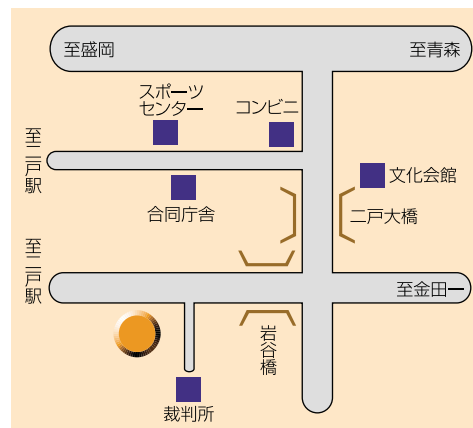 至盛岡
至青森
スポーツ
センター
コンビニ
至二戸駅
文化会館
合同庁舎
二戸大橋
至二戸駅
至金田一
岩谷橋
裁判所